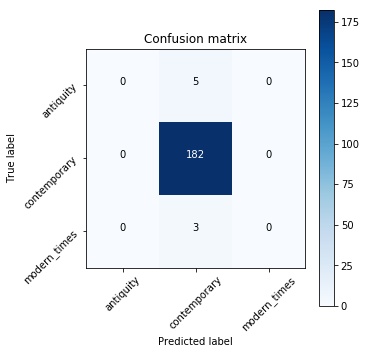 Confusion matrix
True label
antiquity 0 5 0
contemporary 0 182 0
modern_times 0 3 0
antiquity contemporary modern_times
Predicted label
175
150
125
100
75
50
25
0